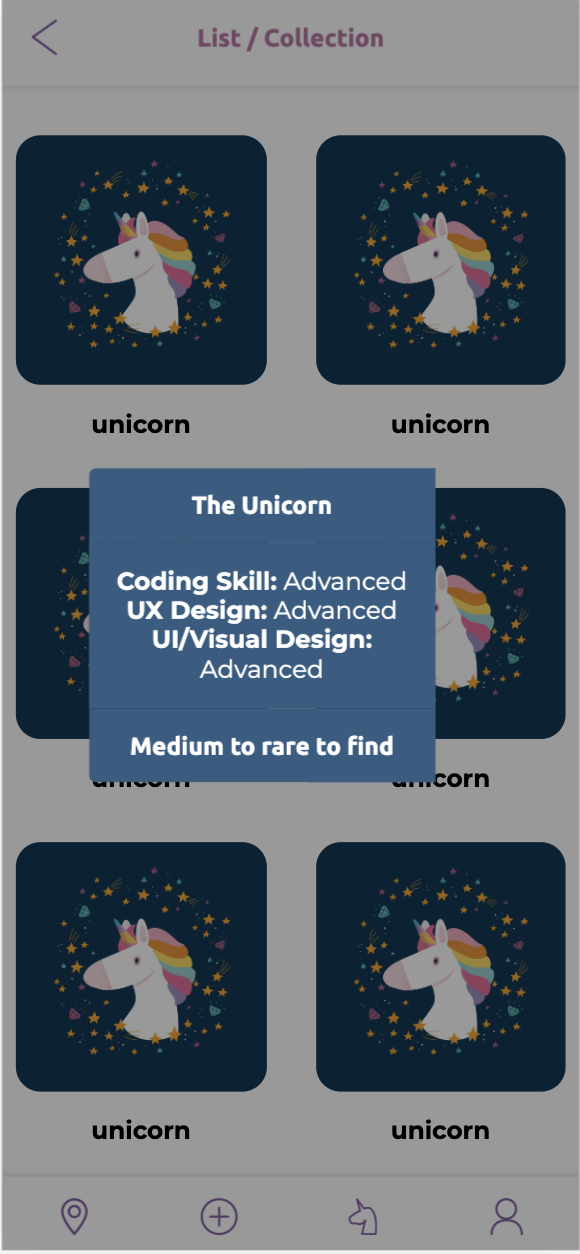 List / Collection
unicorn
unicorn
The Unicorn
Coding Skill: Advanced
UX Design: Advanced
UI/Visual Design:
Advanced
Medium to rare to find
unicorn
unicorn
unicorn
unicorn